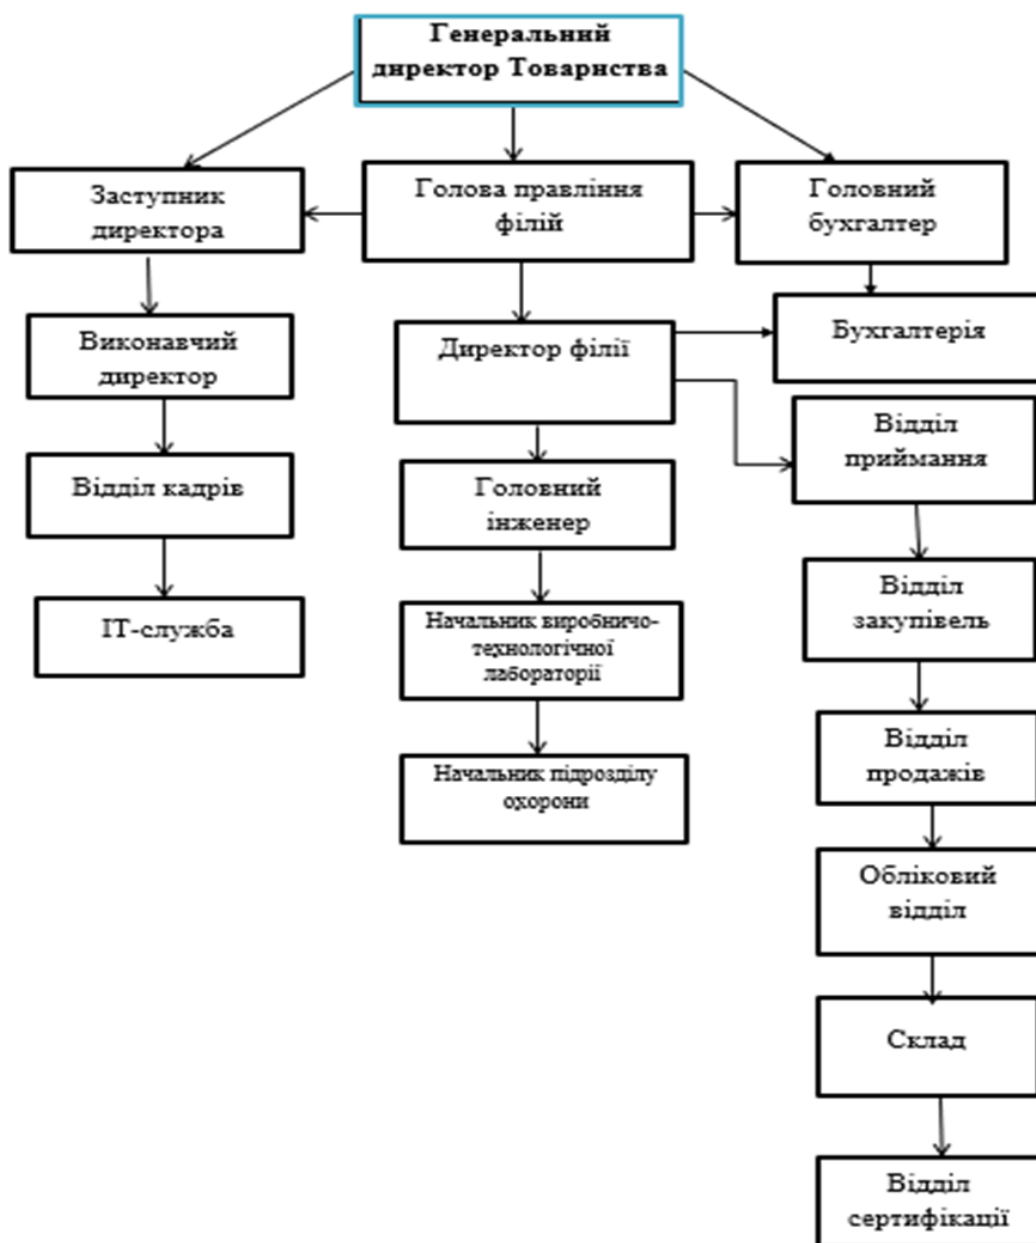 Генеральний
директор Товариства
Заступник
директора
Голова правління
філій
Головний
бухгалтер
Виконавчий
директор
Директор філії
Бухгалтерія
Відділ
приймання
Відділ кадрів
Головний
інженер
Відділ
закупівель
ІТ-служба
Начальник виробничо-
технологічної
лабораторії
Відділ
продажів
Начальник підрозділу
охорони
Обліковий
відділ
Склад
Відділ
сертифікації